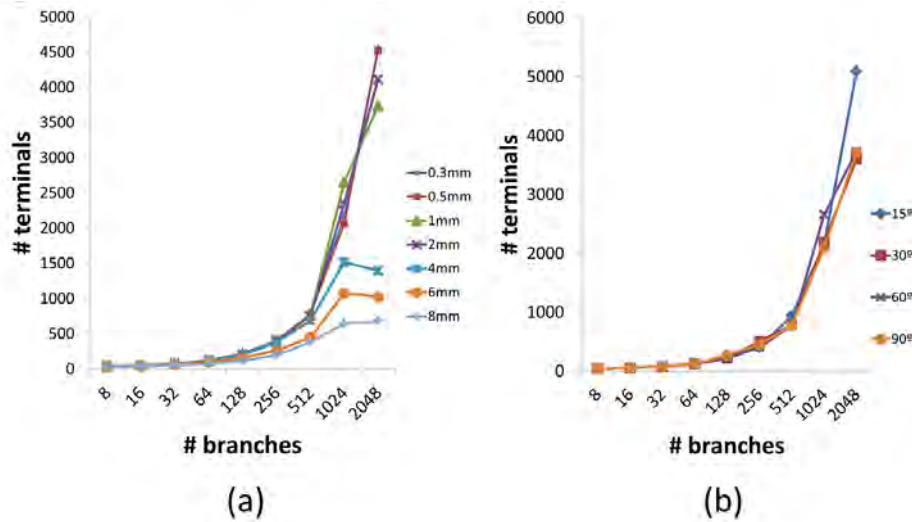 5000
4500
4000
3500
3000
2500
2000
1500
1000
500
0
# terminals
8 16 32 64 128 256 512 1024 2048
# branches
0.3mm
0.5mm
1mm
2mm
4mm
6mm
8mm
(a)
6000
5000
4000
3000
2000
1000
0
# terminals
8 16 32 64 128 256 512 1024 2048
# branches
15º
30º
60º
90º
(b)